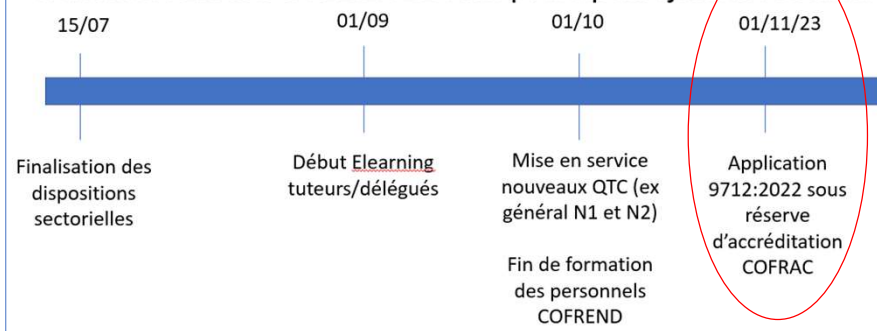 15/07
01/09
01/10
01/11/23
Finalisation des
dispositions
sectorielles
Début Elearning
tuteurs/délégués
Mise en service
nouveaux QTC (ex
général N1 et N2)
Fin de formation
des personnels
COFREND
Application
9712:2022 sous
réserve
d'accréditation
COFRAC